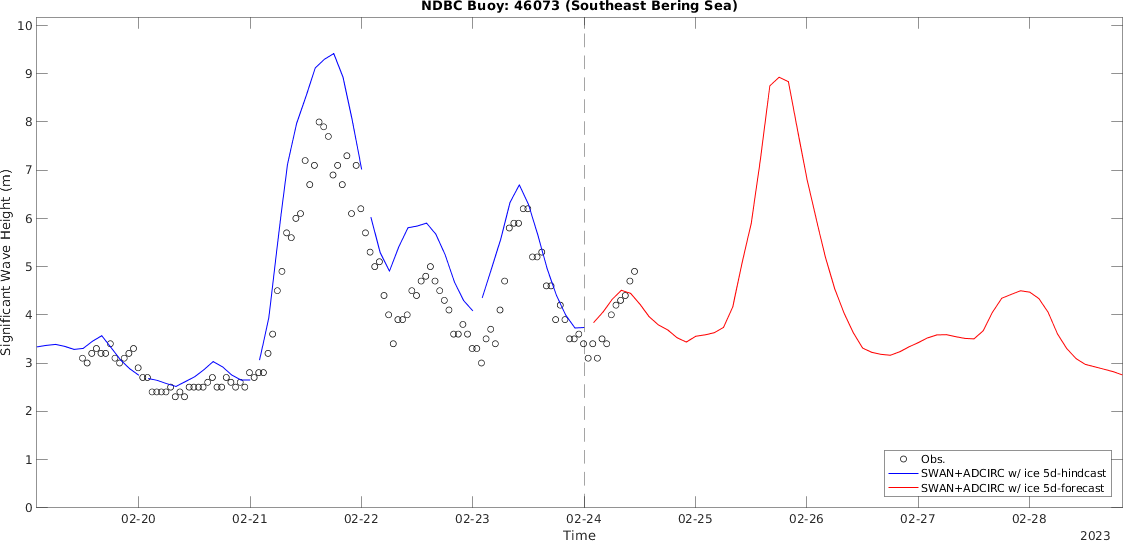 NDBC Buoy: 46073 (Southeast Bering Sea)
Significant Wave Height (m)
10
9
8
7
6
5
4
3
2
1
0
Obs.
SWAN+ADCIRC w/ ice 5d-hindcast
SWAN+ADCIRC w/ ice 5d-forecast
02-20 02-21 02-22 02-23 02-24 02-25 02-26 02-27 02-28
Time
2023